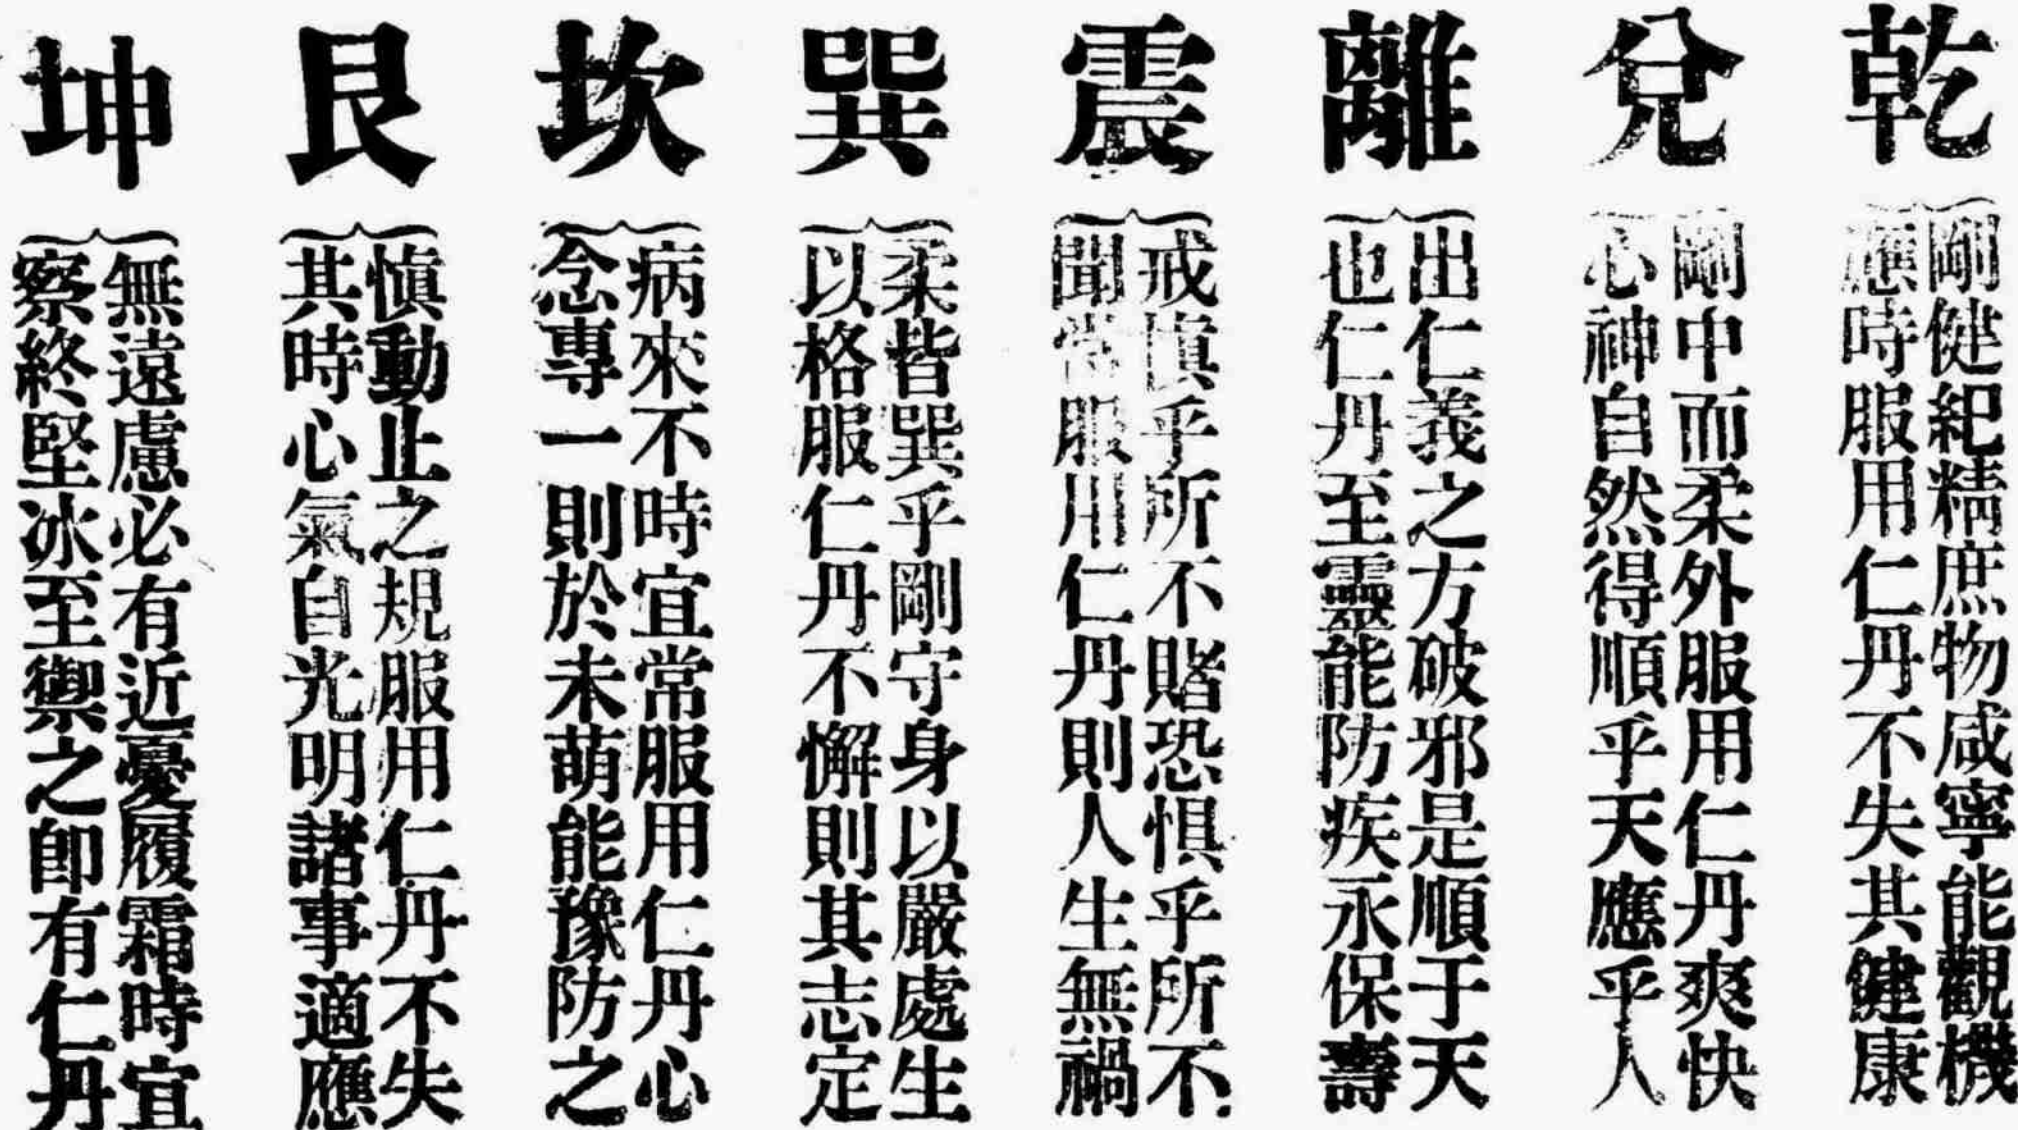 乾
剛健紀精庶物咸寧能觀機
應時服用仁丹不失其健康
兌
剛中而柔外服用仁丹爽快
心神自然得順乎天應乎人
離
出仁義之方破邪是順于天
也仁丹至靈能防疾永保壽
震
戒愼乎所不賭恐惧乎所不
聞常服用仁丹則人生無禍
巽
柔皆巽乎剛守身以嚴處生
以格服仁丹不懈則其志定
坎
病來不時宜常服用仁丹心
念專一則於未萌能豫防之
艮
愼動止之規服用仁丹不失
其時心氣自光明諸事適應
坤
無遠慮必有近憂履霜時宜
察終堅冰至禦之卽有仁丹